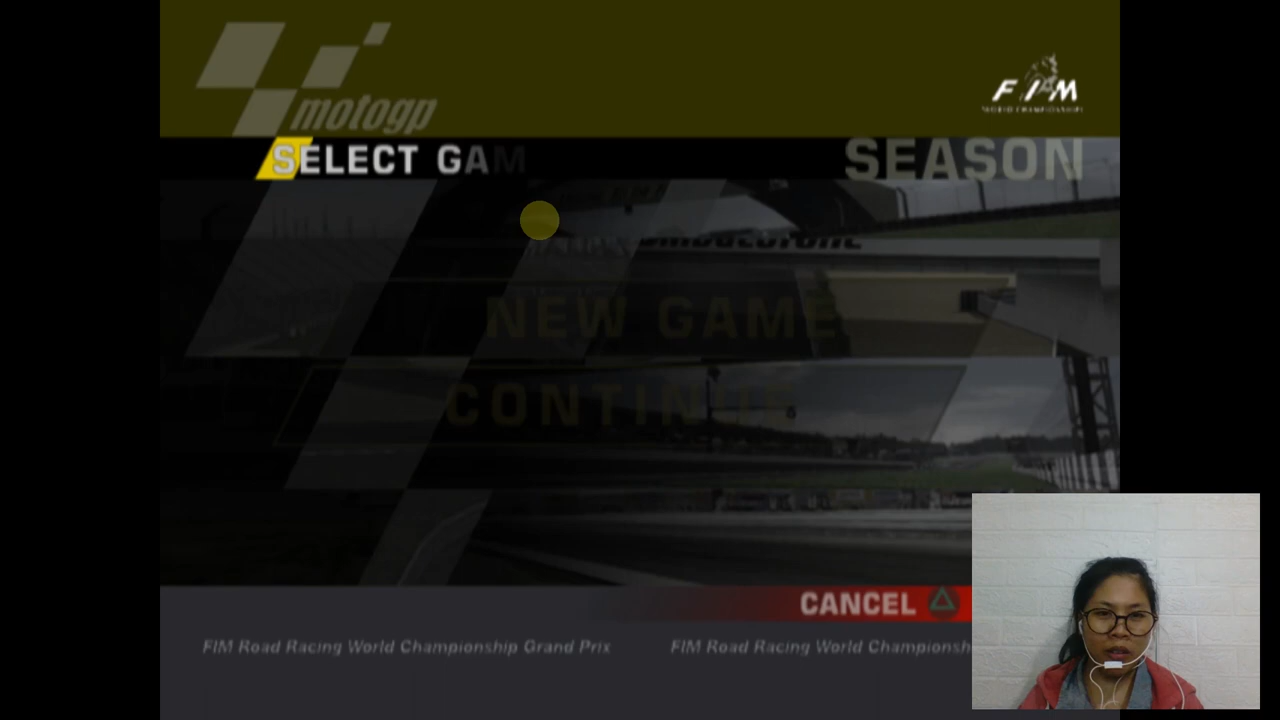 motogp
FIM
SELECT GAM
SEASON
NEW GAME
CONTINUE
CANCEL
FIM Road Racing World Championship Grand Prix
FIM Road Racing World Championsh